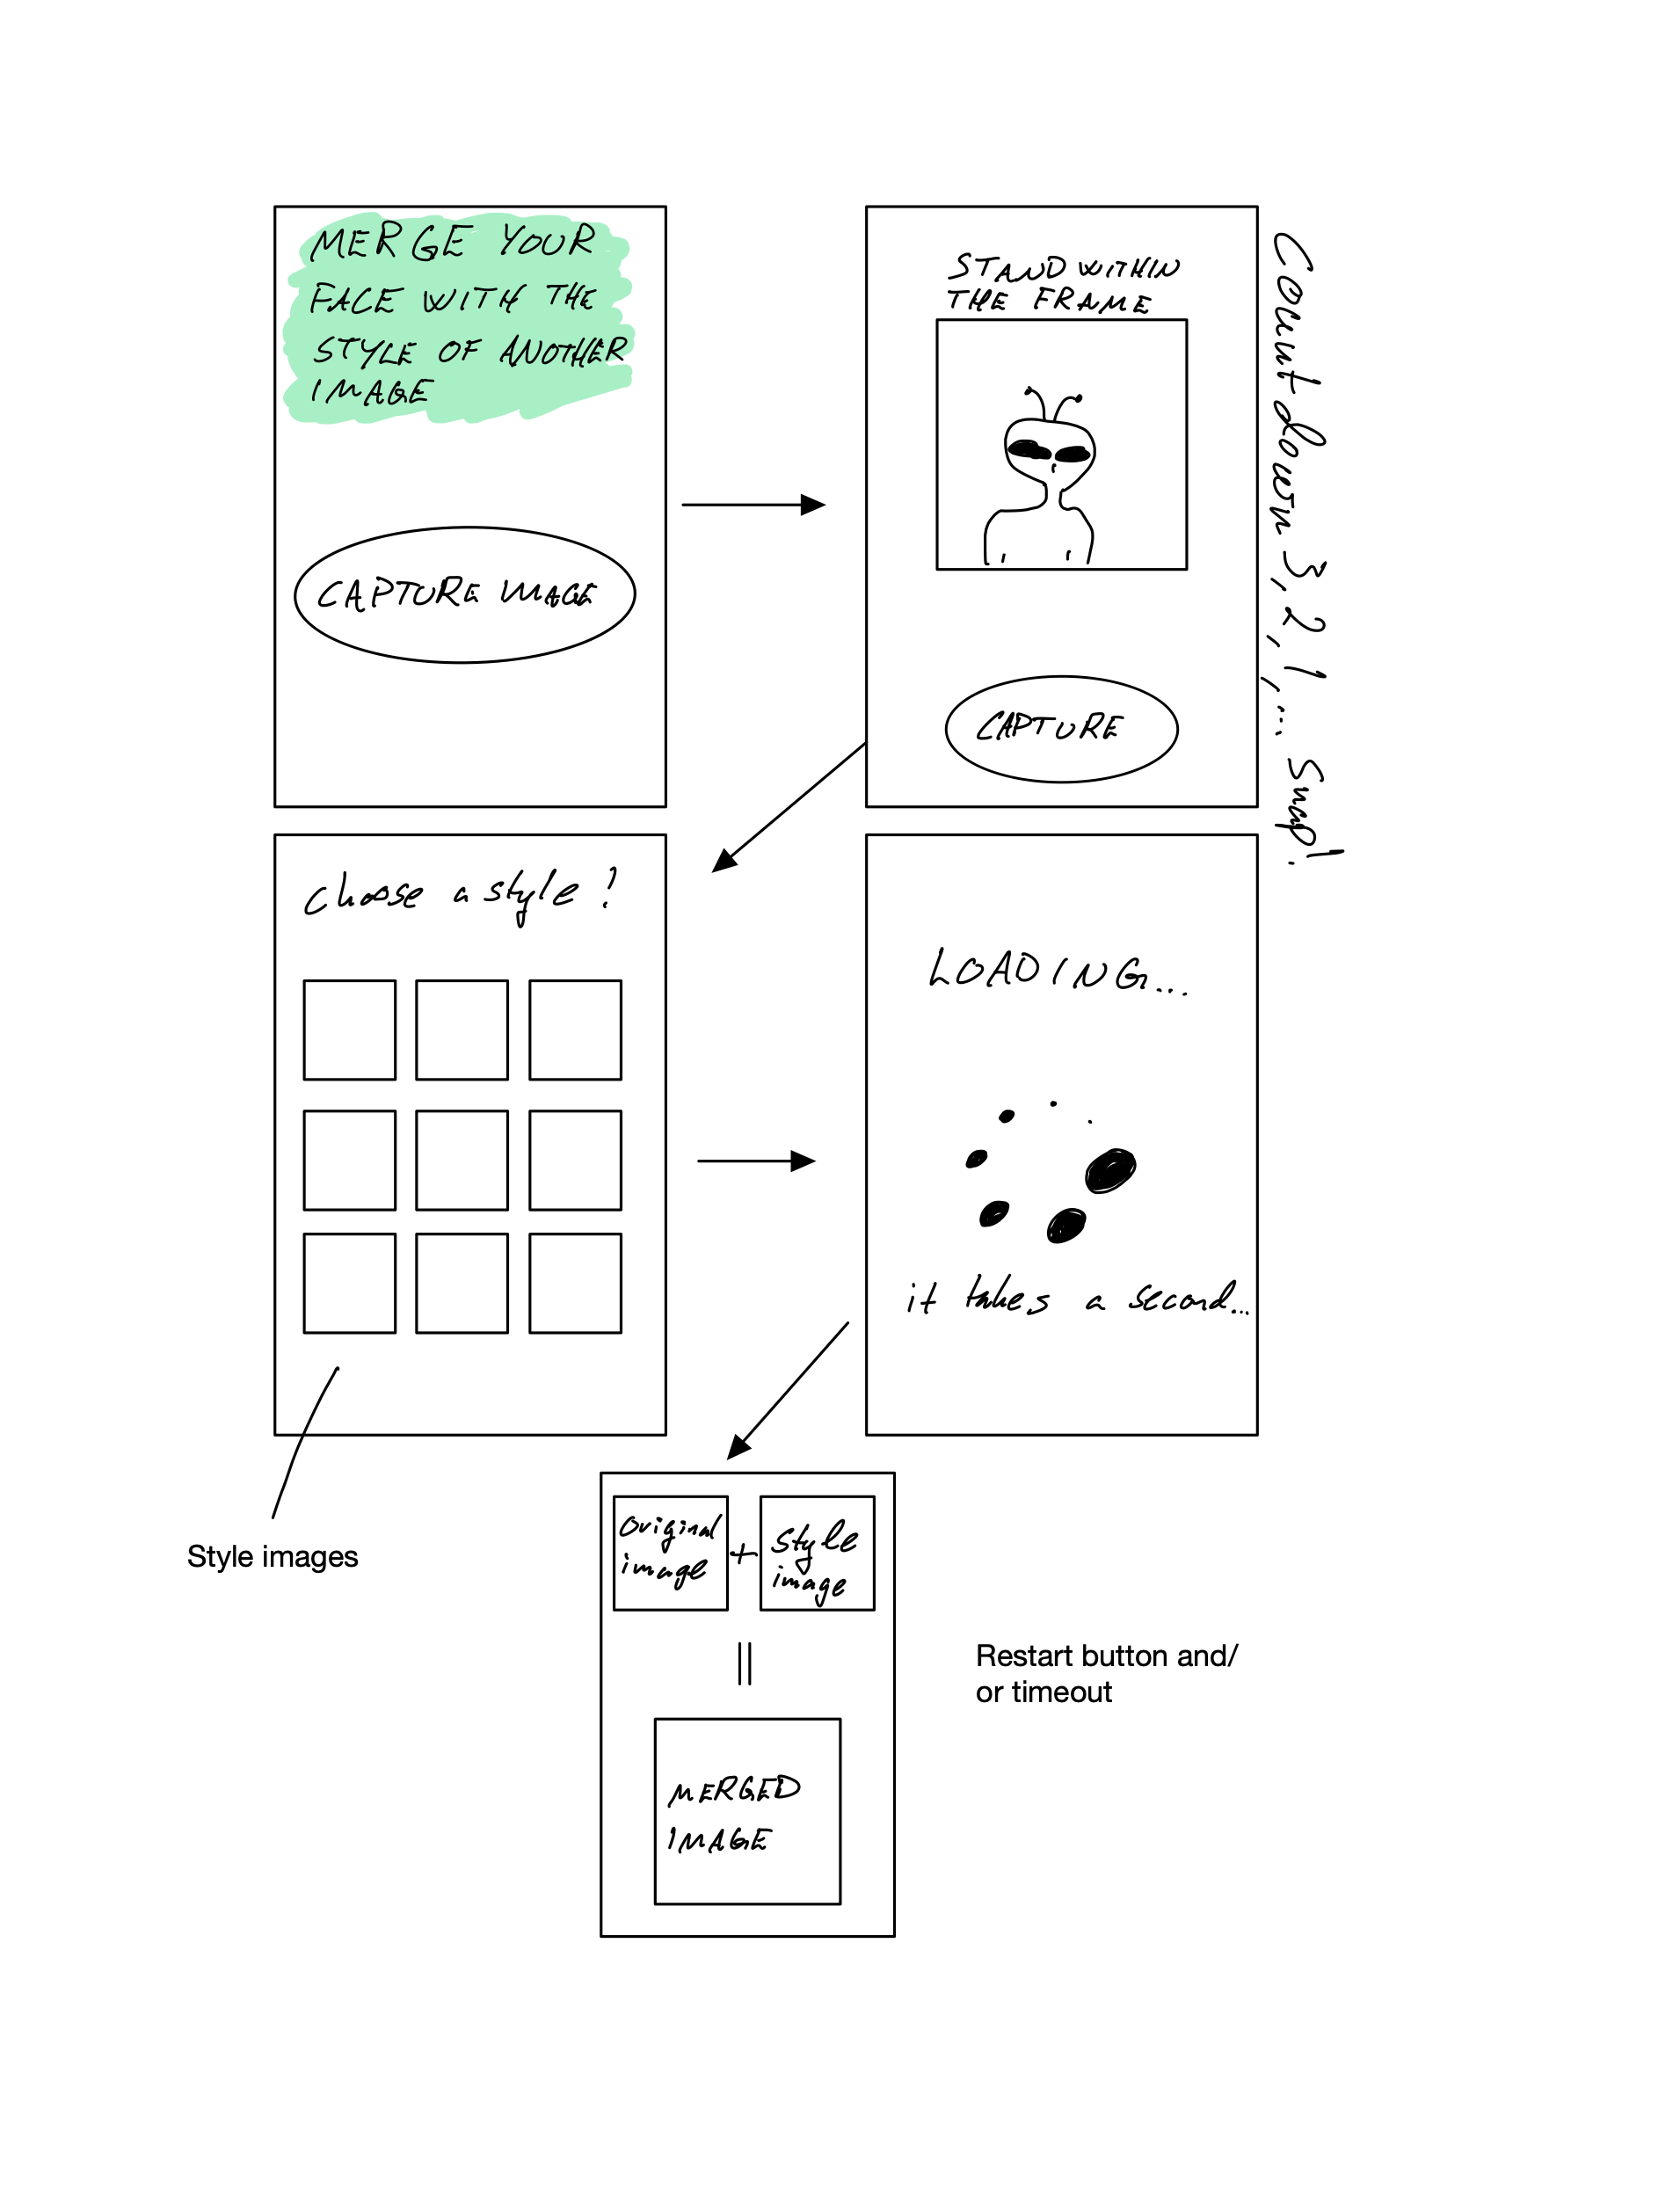 MERGE YOUR
FACE WITH THE
STYLE OF ANOTHER
IMAGE
CAPTURE IMAGE
STAND WITHIN
THE FRAME
CAPTURE
Count down 3, 2, 1, ... Snap!
Choose a style?
Style images
LOADING...
it takes a second...
original
image
+
style
image
||
MERGED
IMAGE
Restart button and/
or timeout